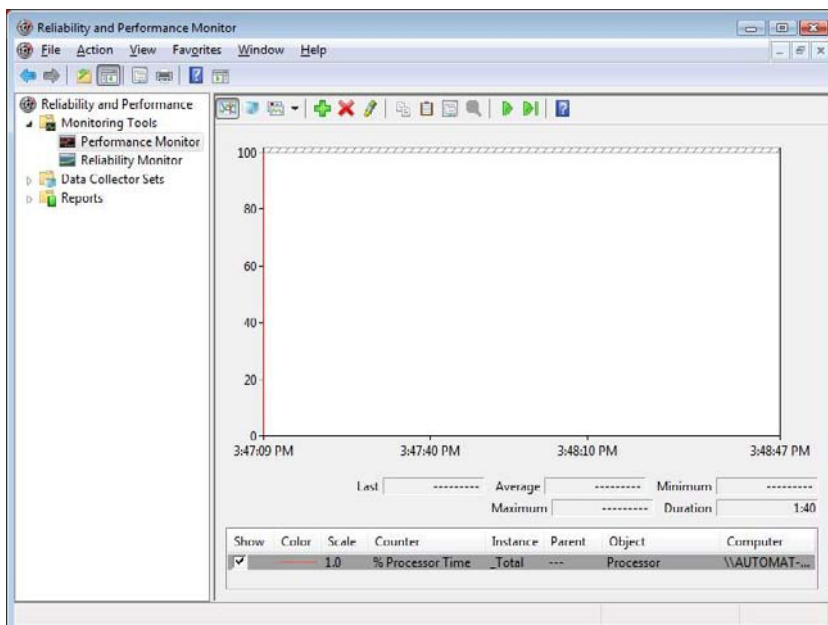 Reliability and Performance Monitor
File Action View Favorites Window Help
Reliability and Performance
Monitoring Tools
Performance Monitor
Reliability Monitor
Data Collector Sets
Reports
100
80
60
40
20
0
3:47:09 PM 3:47:40 PM 3:48:10 PM 3:48:47 PM
Last --------- Average --------- Minimum ---------
Maximum --------- Duration 1:40
Show Color Scale Counter Instance Parent Object Computer
1.0 % Processor Time _Total --- Processor \\AUTOMAT-...